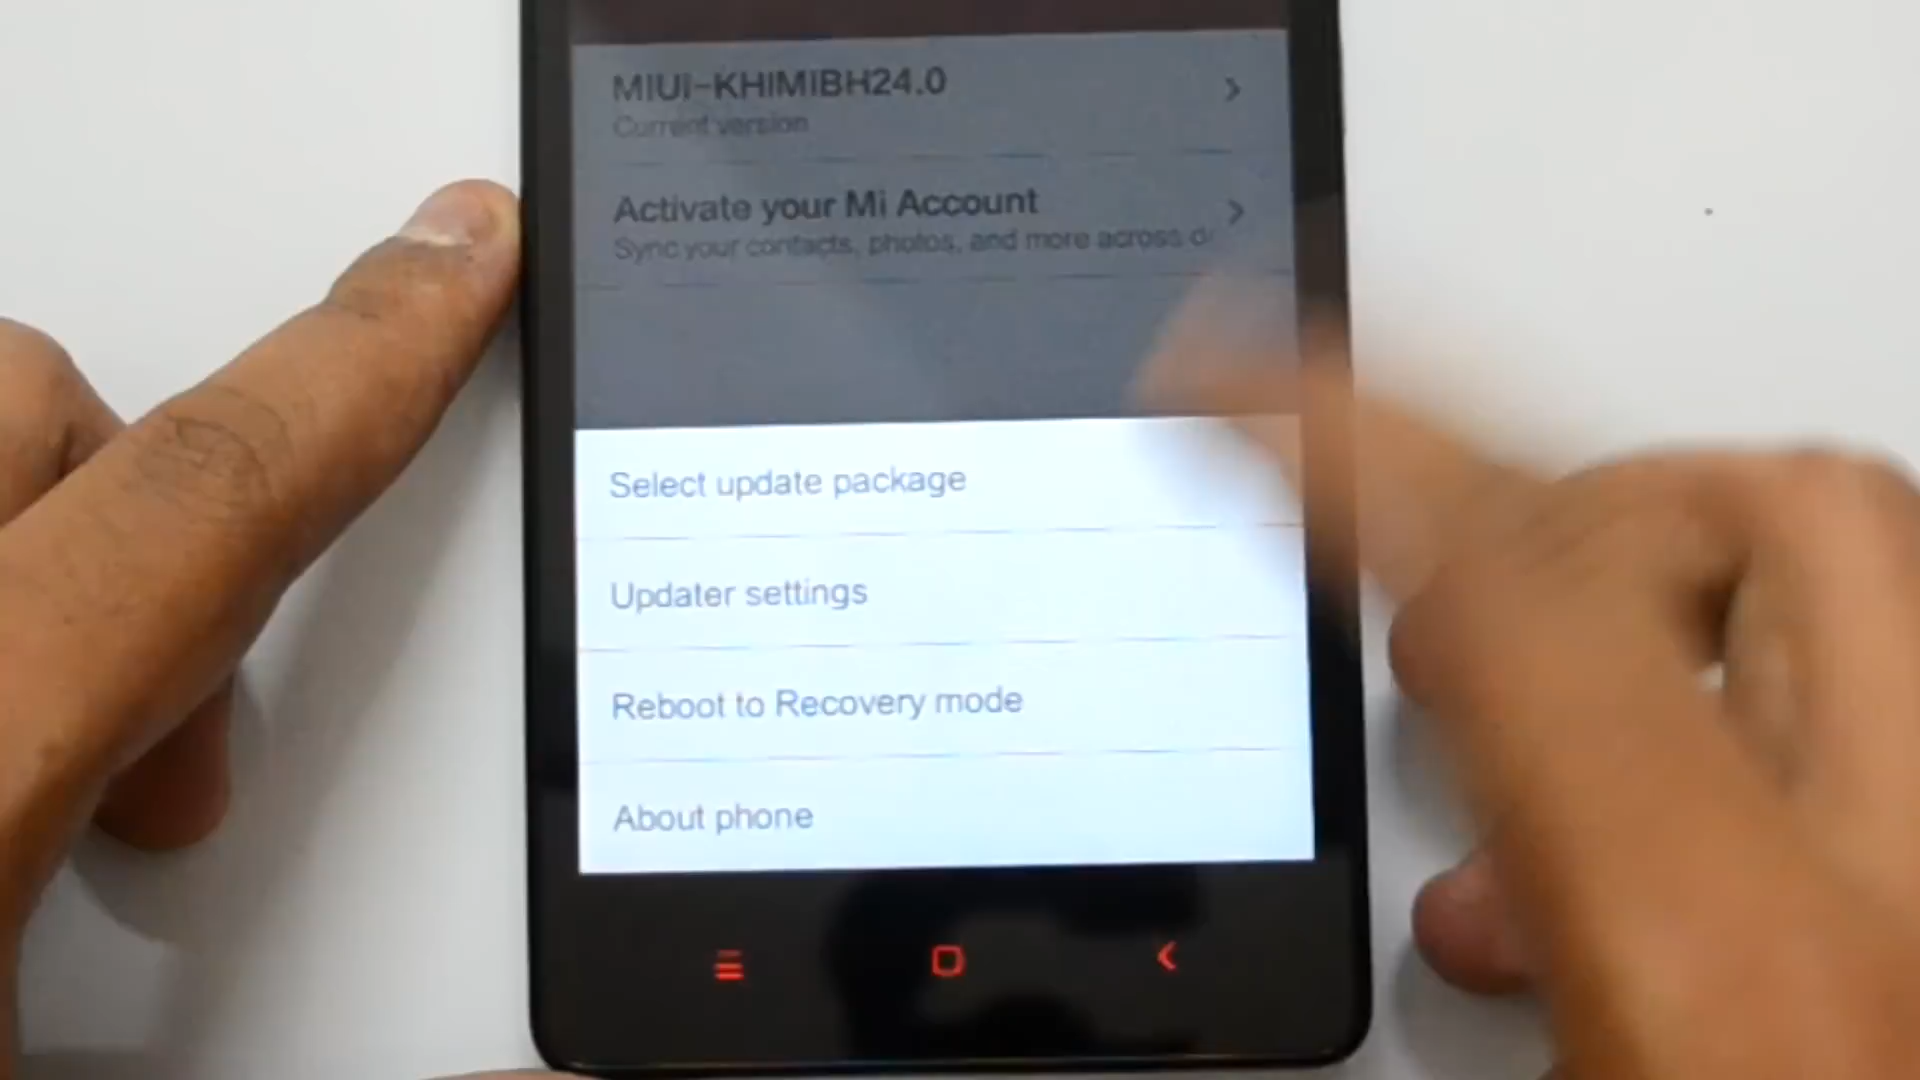 MIUI-KHIMIBH24.0
Current version
Activate your Mi Account
Sync your contacts, photos, and more across
Select update package
Updater settings
Reboot to Recovery mode
About phone